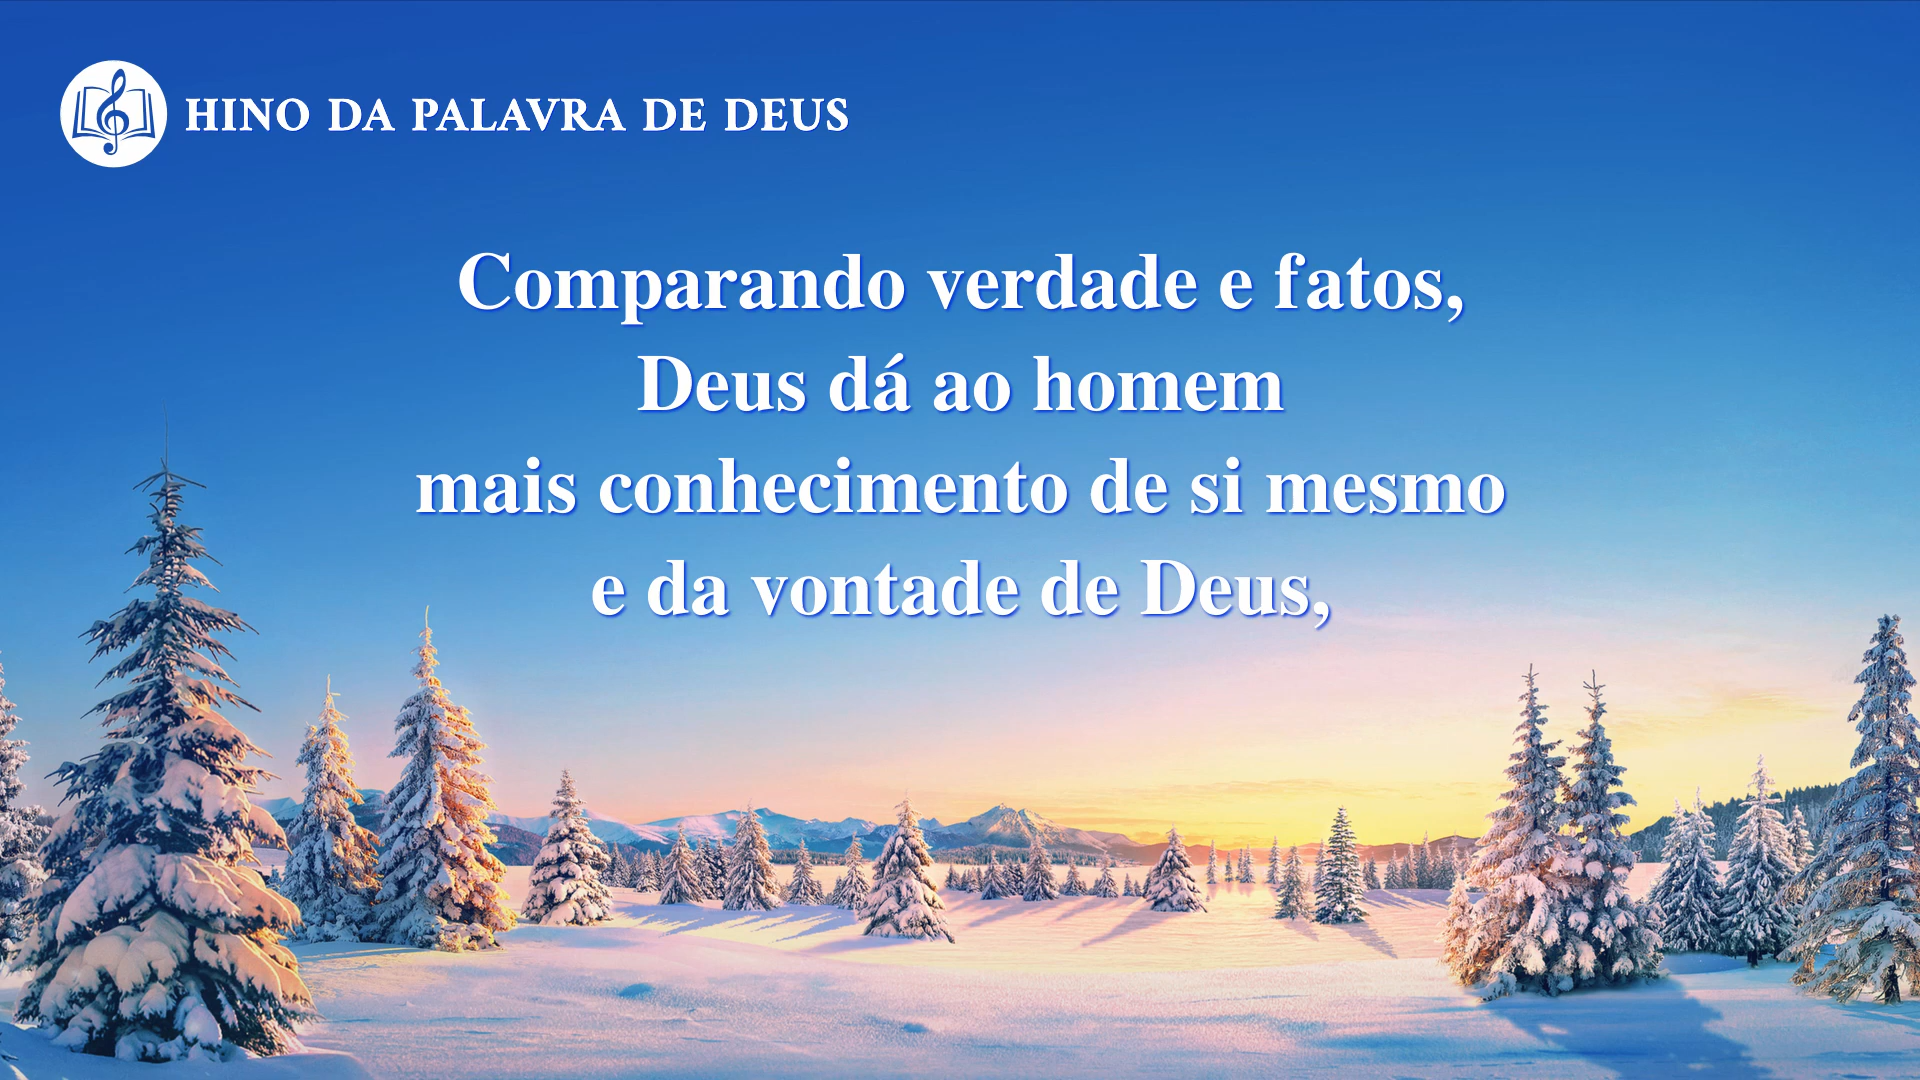 HINO DA PALAVRA DE DEUS
Comparando verdade e fatos,
Deus dá ao homem
mais conhecimento de si mesmo
e da vontade de Deus,